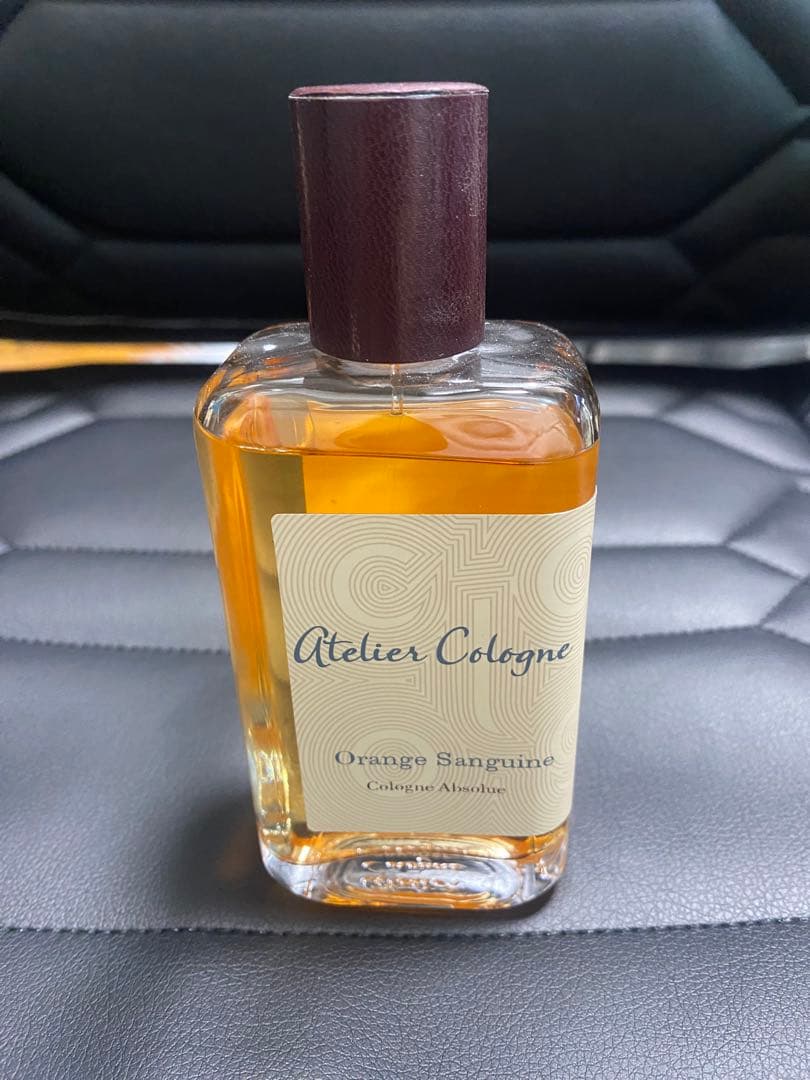 Atelier Cologne
Orange Sanguine
Cologne Absolue